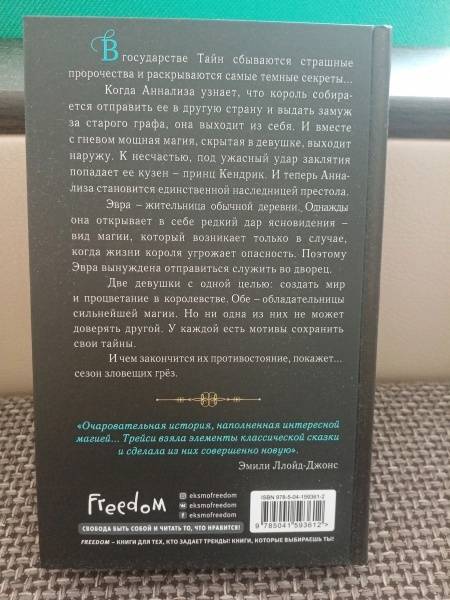 В государстве Тайн сбываются страшные
пророчества и раскрываются самые темные секреты...
Когда Аннализа узнает, что король собира-
ется отправить ее в другую страну и выдать замуж
за старого графа, она выходит из себя. И вместе
с гневом мощная магия, скрытая в девушке, выходит
наружу. К несчастью, под ужасный удар заклятия
попадает ее кузен – принц Кендрик. И теперь Анна-
лиза становится единственной наследницей престола.
Эвра – жительница обычной деревни. Однажды
она открывает в себе редкий дар ясновидения –
вид магии, который возникает только в случае,
когда жизни короля угрожает опасность. Поэтому
Эвра вынуждена отправиться служить во дворец.
Две девушки с одной целью: создать мир
и процветание в королевстве. Обе – обладательницы
сильнейшей магии. Но ни одна из них не может
доверять другой. У каждой есть мотивы сохранить
свои тайны.
И чем закончится их противостояние, покажет...
сезон зловещих грёз.
«Очаровательная история, наполненная интересной
магией... Трейси взяла элементы классической сказки
и сделала из них совершенно новую».
Эмили Ллойд-Джонс
Freedom
eksmofreedom
eksmofreedom
eksmofreedom
ISBN 978-5-04-159361-2
9 785041 593612 >
СВОБОДА БЫТЬ СОБОЙ И ЧИТАТЬ ТО, ЧТО НРАВИТСЯ!
FREEDOM – КНИГИ ДЛЯ ТЕХ, КТО ЗАДАЕТ ТРЕНДЫ! КНИГИ, КОТОРЫЕ ВЫБИРАЕШЬ ТЫ!